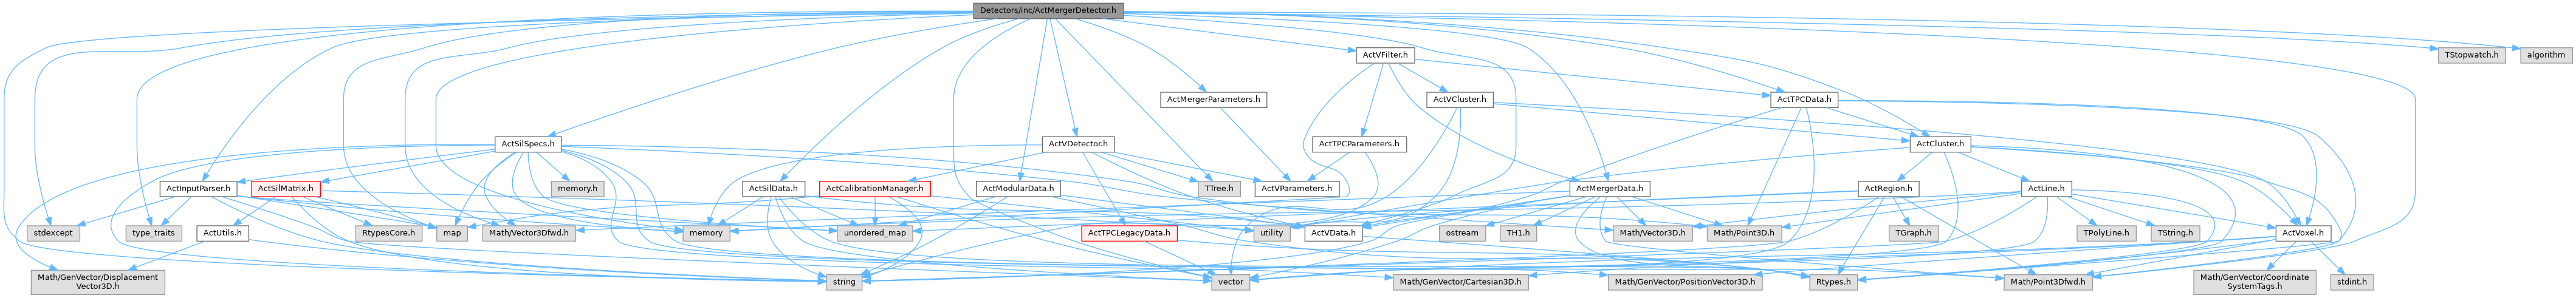 Detectors/inc/ActMergerDetector.h
ActVFilter.h
TStopwatch.h
algorithm
ActMergerParameters.h
ActVCluster.h
ActTPCData.h
ActSilSpecs.h
ActVDetector.h
ActTPCParameters.h
ActCluster.h
ActInputParser.h
ActSilMatrix.h
memory.h
ActSilData.h
ActCalibrationManager.h
ActModularData.h
TTree.h
ActVParameters.h
ActMergerData.h
ActRegion.h
ActLine.h
stdexcept
type_traits
ActUtils.h
RtypesCore.h
map
Math/Vector3Dfwd.h
memory
unordered_map
ActTPCLegacyData.h
utility
ActVData.h
ostream
TH1.h
Math/Vector3D.h
Math/Point3D.h
TGraph.h
TPolyLine.h
TString.h
ActVoxel.h
Math/GenVector/Displacement
Vector3D.h
string
vector
Math/GenVector/Cartesian3D.h
Math/GenVector/PositionVector3D.h
Rtypes.h
Math/Point3Dfwd.h
Math/GenVector/Coordinate
SystemTags.h
stdint.h